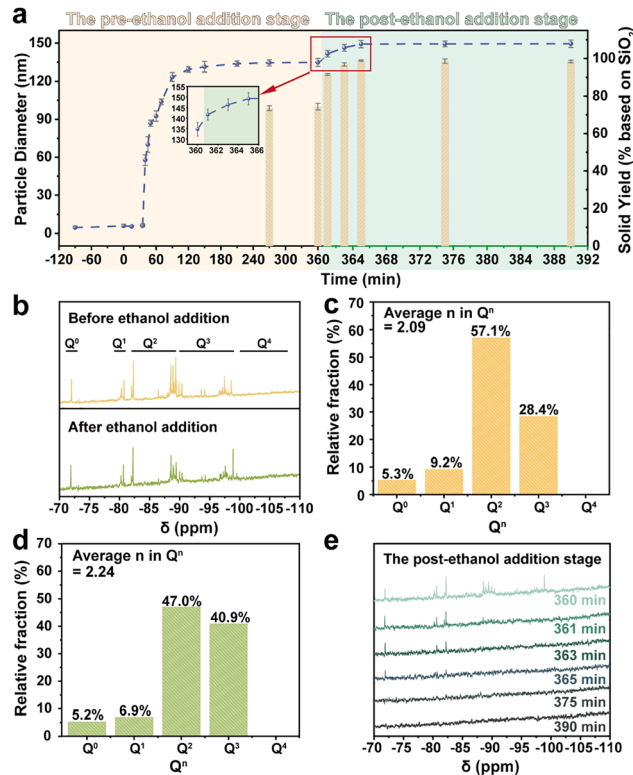 a
The pre-ethanol addition stage
The post-ethanol addition stage
Particle Diameter (nm)
150
120
90
60
30
0
155
150
145
140
135
130
360 362 364 366
Solid Yield (% based on SiO₂)
100
80
60
40
20
0
-120 -60 0 60 120 180 240 300 360 364 368 372 376 380 384 388 392
Time (min)
b
Before ethanol addition
Q⁰ Q¹ Q² Q³ Q⁴
After ethanol addition
-70 -75 -80 -85 -90 -95 -100 -105 -110
δ (ppm)
c
Average n in Qⁿ
= 2.09
Relative fraction (%)
70
60
50
40
30
20
10
0
5.3%
9.2%
57.1%
28.4%
Q⁰ Q¹ Q² Q³ Q⁴
Qⁿ
d
Average n in Qⁿ
= 2.24
Relative fraction (%)
70
60
50
40
30
20
10
0
5.2%
6.9%
47.0%
40.9%
Q⁰ Q¹ Q² Q³ Q⁴
Qⁿ
e
The post-ethanol addition stage
360 min
361 min
363 min
365 min
375 min
390 min
-70 -75 -80 -85 -90 -95 -100 -105 -110
δ (ppm)